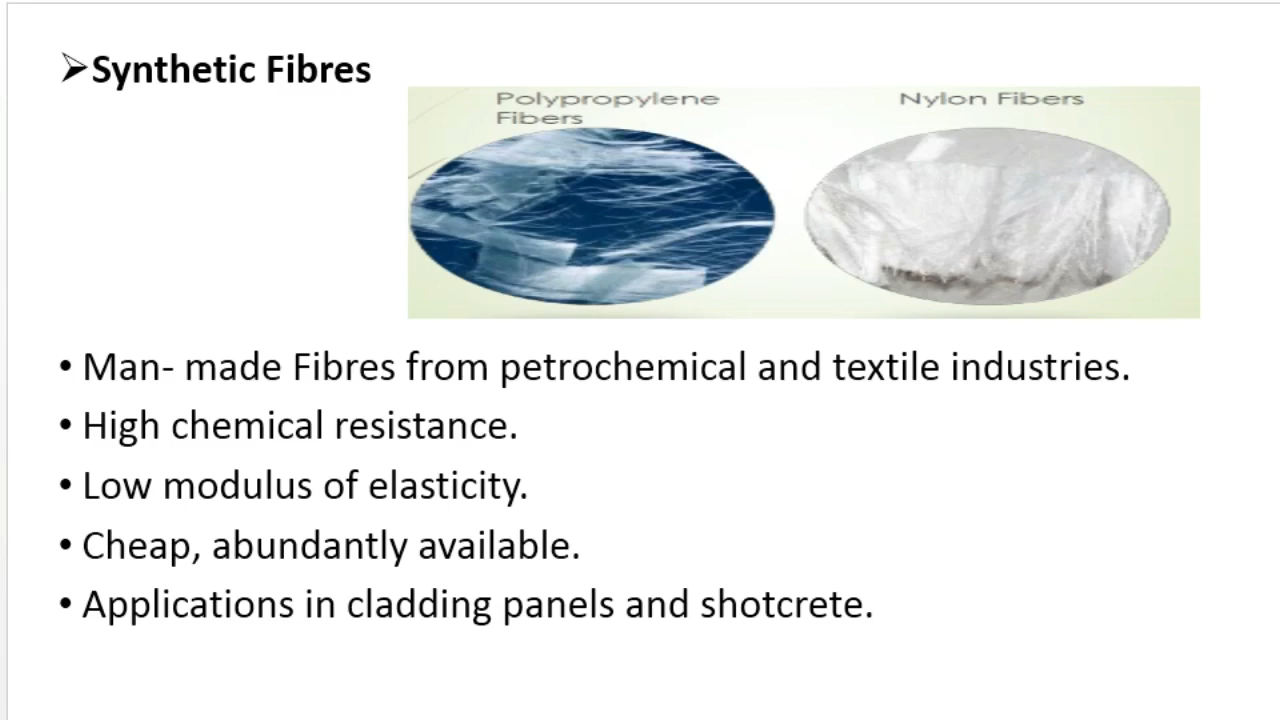 ➢Synthetic Fibres
Polypropylene
Fibers
Nylon Fibers
• Man- made Fibres from petrochemical and textile industries.
• High chemical resistance.
• Low modulus of elasticity.
• Cheap, abundantly available.
• Applications in cladding panels and shotcrete.